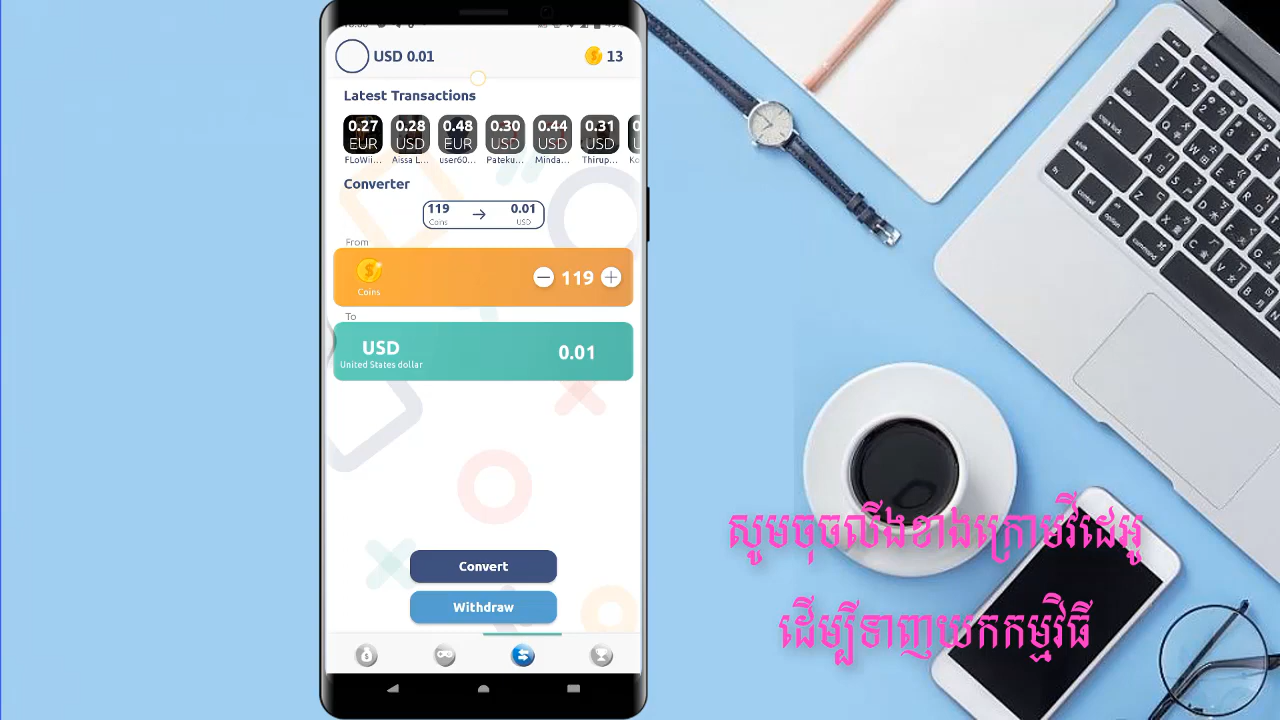 USD 0.01
13
Latest Transactions
0.27 0.28 0.48 0.30 0.44 0.31
EUR USD EUR USD USD USD
FLoWii... Aissa L... user60... Pateku... Minda... Thirup...
Converter
119 → 0.01
Coins USD
From
Coins
− 119 +
To
USD
United States dollar
0.01
Convert
Withdraw
សូមចុចលីងខាងក្រោមវីដេអូ
ដើម្បីទាញយកកម្មវិធី